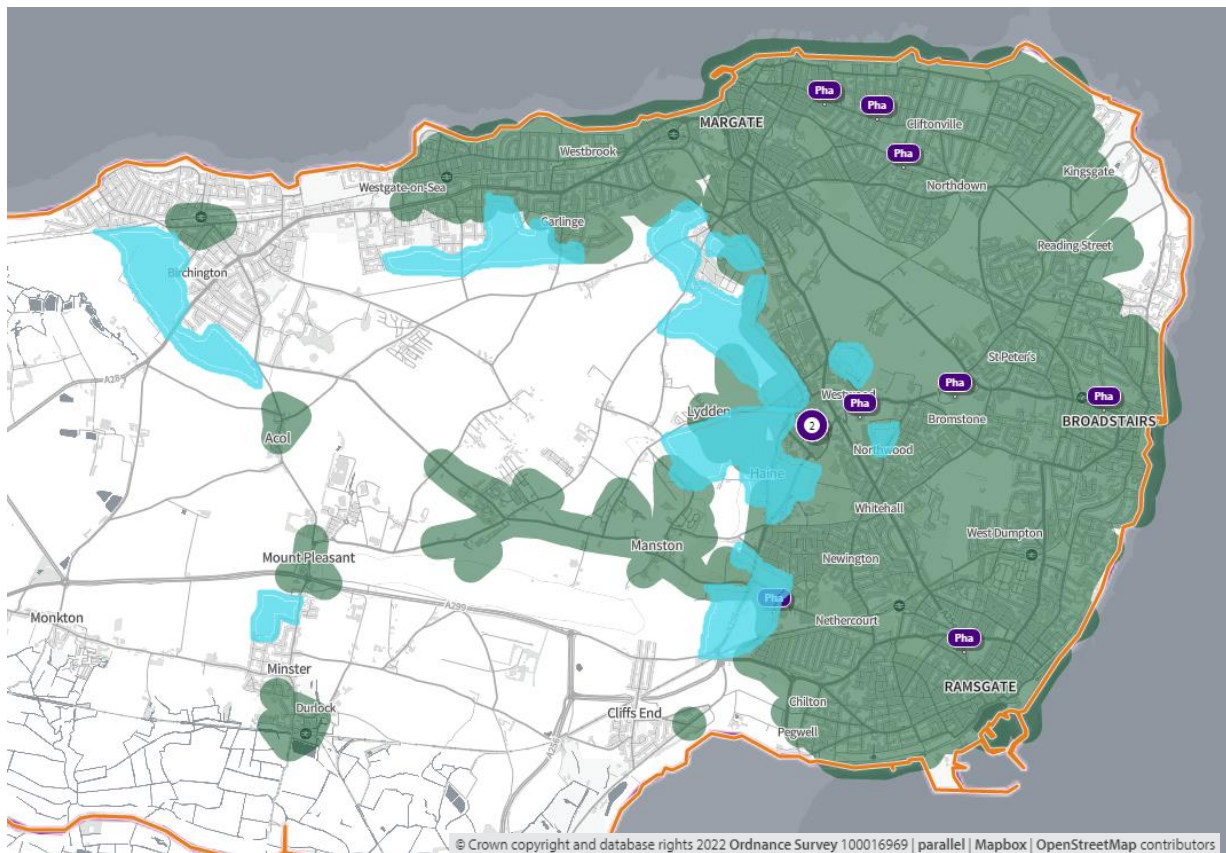 MARGATE
Pha
Pha
Cliftonville
Pha
Westbrook
Northdown
Kingsgate
Westgate-on-Sea
Garlinge
Reading Street
Birchington
St Peter's
A28
Westwood
Pha
Pha
Pha
Lydden
2
Bromstone
BROADSTAIRS
Acol
Northwood
Haine
Whitehall
West Dumpton
Manston
Mount Pleasant
Newington
A299
Pha
Monkton
Nethercourt
Pha
Minster
RAMSGATE
Durlock
Chilton
Cliffs End
Pegwell
A256
© Crown copyright and database rights 2022 Ordnance Survey 100016969 | parallel | Mapbox | OpenStreetMap contributors